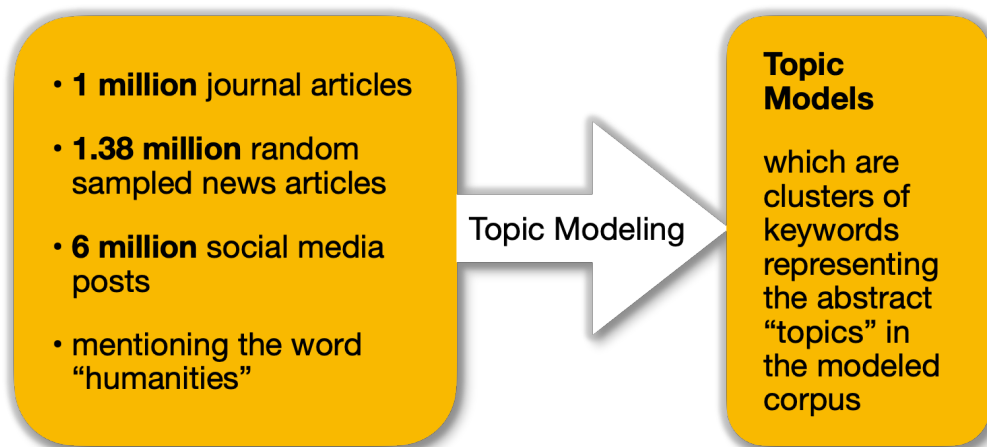 • 1 million journal articles
• 1.38 million random
sampled news articles
• 6 million social media
posts
• mentioning the word
“humanities”
Topic Modeling
Topic
Models
which are
clusters of
keywords
representing
the abstract
“topics” in
the modeled
corpus